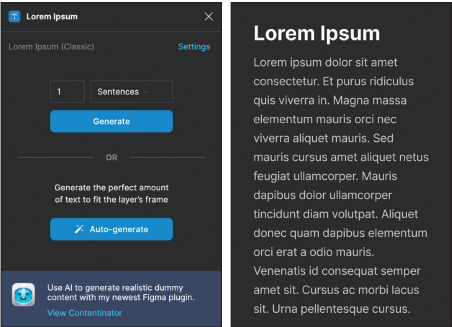 Lorem Ipsum
Lorem Ipsum (Classic)
Settings
1
Sentences
Generate
OR
Generate the perfect amount
of text to fit the layer's frame
Auto-generate
Use AI to generate realistic dummy
content with my newest Figma plugin.
View Contentinator
Lorem Ipsum
Lorem ipsum dolor sit amet
consectetur. Et purus ridiculus
quis viverra in. Magna massa
elementum mauris orci nec
viverra aliquet mauris. Sed
mauris cursus amet aliquet netus
feugiat ullamcorper. Mauris
dapibus dolor ullamcorper
tincidunt diam volutpat. Aliquet
donec quam dapibus elementum
orci erat a odio mauris.
Venenatis id consequat semper
amet sit. Cursus ac morbi lacus
sit. Urna pellentesque cursus.